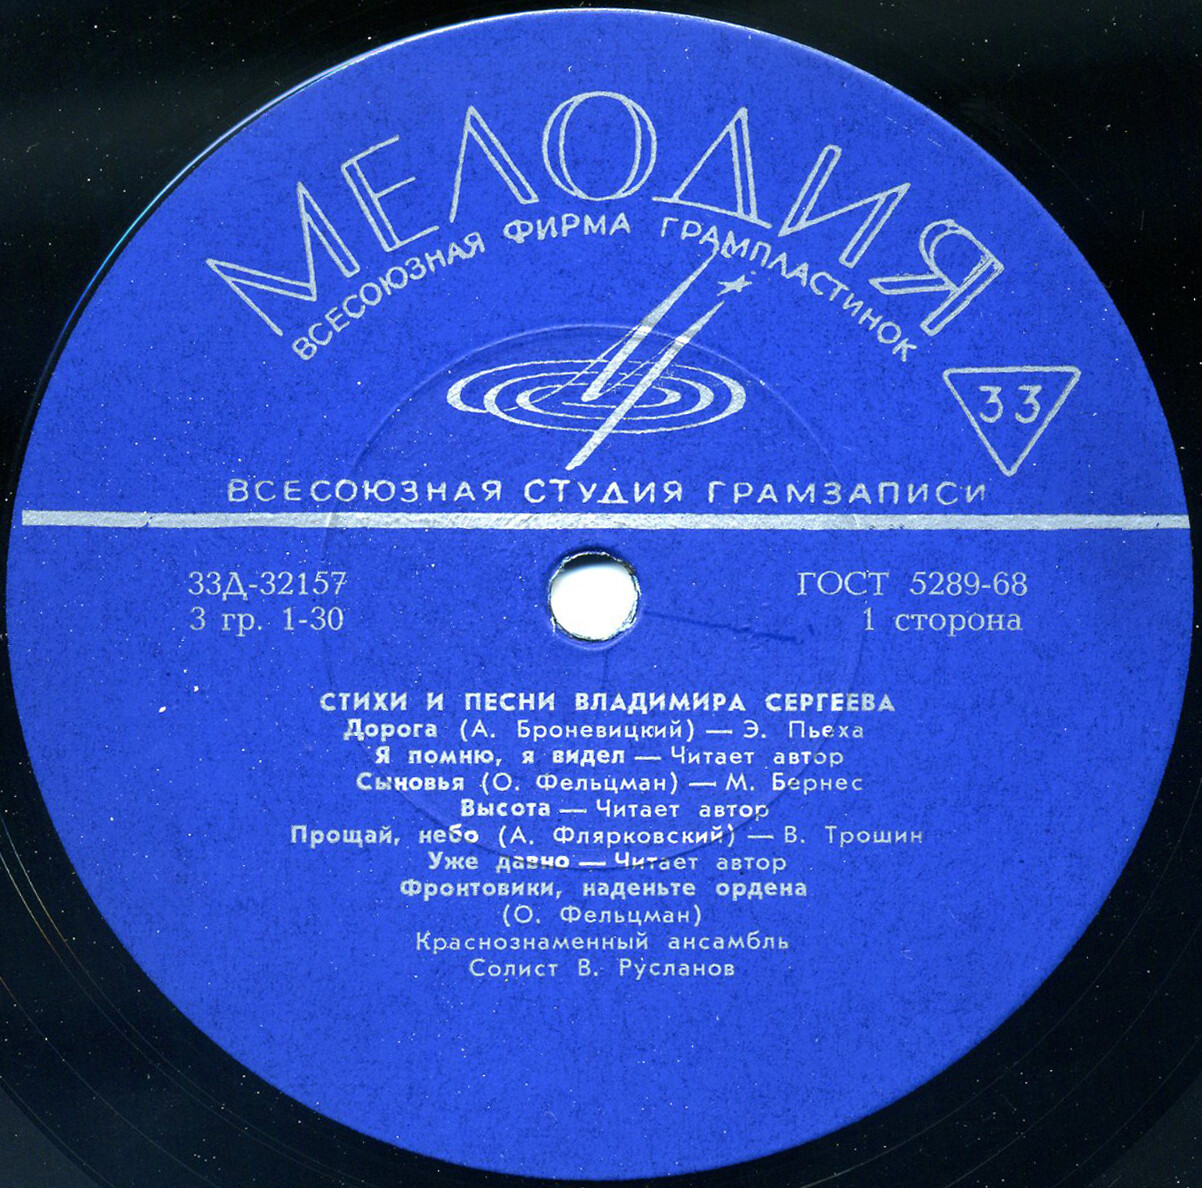 МЕЛОДИЯ
ВСЕСОЮЗНАЯ ФИРМА ГРАМПЛАСТИНОК
33
ВСЕСОЮЗНАЯ СТУДИЯ ГРАМЗАПИСИ
33Д-32157
3 гр. 1-30
ГОСТ 5289-68
1 сторона
СТИХИ И ПЕСНИ ВЛАДИМИРА СЕРГЕЕВА
Дорога (А. Броневицкий) — Э. Пьеха
Я помню, я видел — Читает автор
Сыновья (О. Фельцман) — М. Бернес
Высота — Читает автор
Прощай, небо (А. Флярковский) — В. Трошин
Уже давно — Читает автор
Фронтовики, наденьте ордена
(О. Фельцман)
Краснознаменный ансамбль
Солист В. Русланов